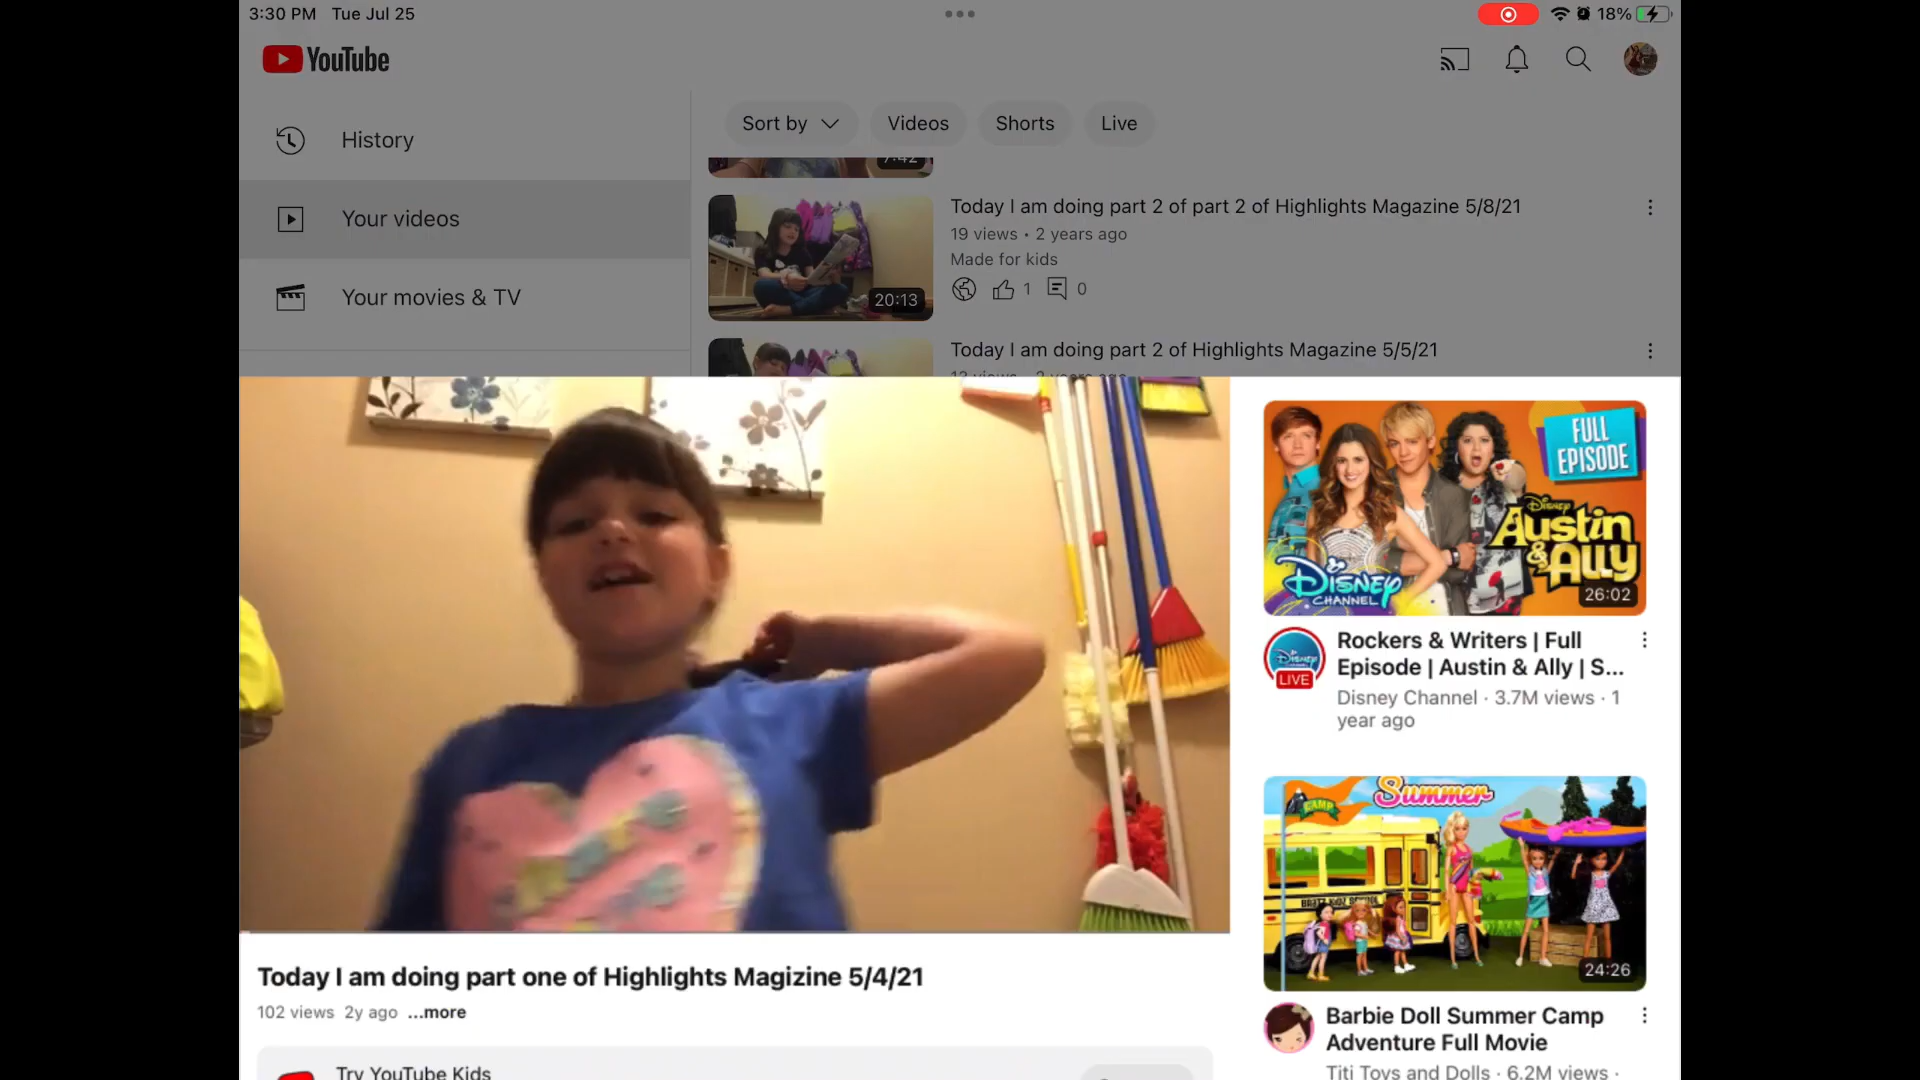 3:30 PM Tue Jul 25
18%
YouTube
History
Your videos
Your movies & TV
Sort by
Videos
Shorts
Live
7:42
Today I am doing part 2 of part 2 of Highlights Magazine 5/8/21
19 views • 2 years ago
Made for kids
1
0
20:13
Today I am doing part 2 of Highlights Magazine 5/5/21
Today I am doing part one of Highlights Magizine 5/4/21
102 views 2y ago ...more
Try YouTube Kids
FULL
EPISODE
Disney
Austin
& Ally
Disney
CHANNEL
26:02
Disney
LIVE
Rockers & Writers | Full
Episode | Austin & Ally | S...
Disney Channel · 3.7M views · 1
year ago
CAMP
Summer
BRATZ KIDZ SCHOOL
24:26
Barbie Doll Summer Camp
Adventure Full Movie
Titi Toys and Dolls · 6.2M views ·